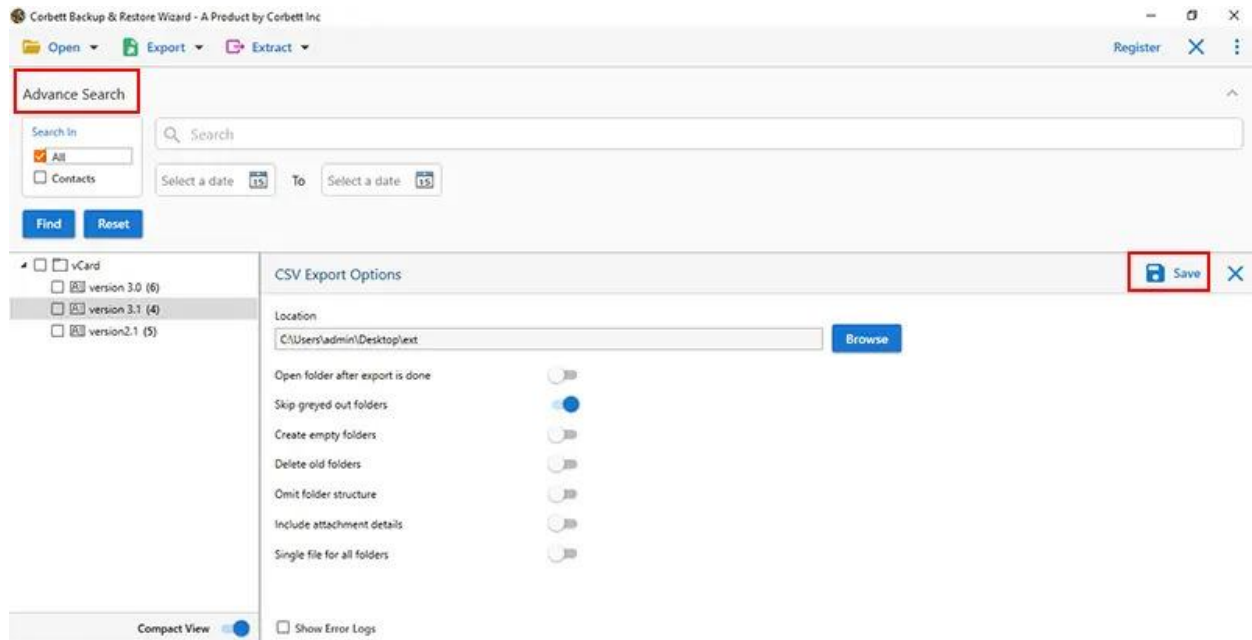 Corbett Backup & Restore Wizard - A Product by Corbett Inc
Open Export Extract Register
Advance Search
Search In
All
Contacts
Search
Select a date 15 To Select a date 15
Find Reset
vCard
version 3.0 (6)
version 3.1 (4)
version2.1 (5)
CSV Export Options Save
Location
C:\Users\admin\Desktop\ext Browse
Open folder after export is done
Skip greyed out folders
Create empty folders
Delete old folders
Omit folder structure
Include attachment details
Single file for all folders
Compact View Show Error Logs